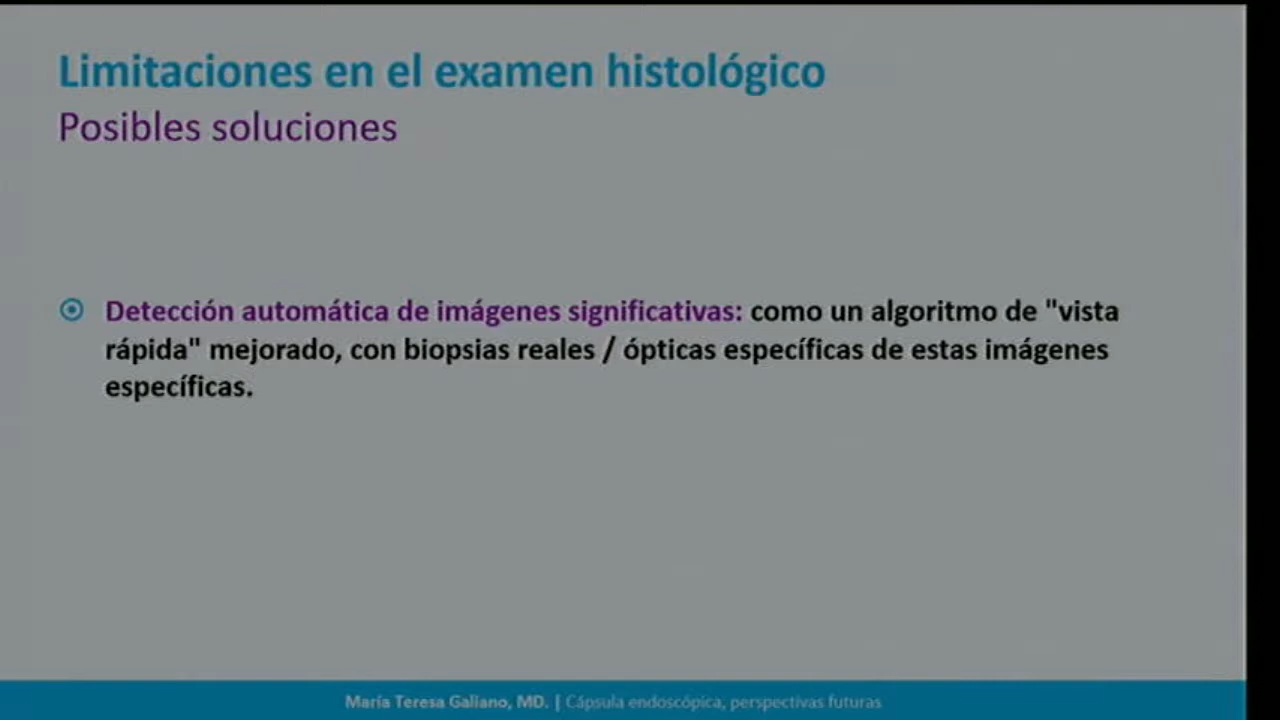 Limitaciones en el examen histológico
Posibles soluciones
Detección automática de imágenes significativas: como un algoritmo de "vista
rápida" mejorado, con biopsias reales / ópticas específicas de estas imágenes
específicas.
María Teresa Galiano, MD. | Cápsula endoscópica, perspectivas futuras